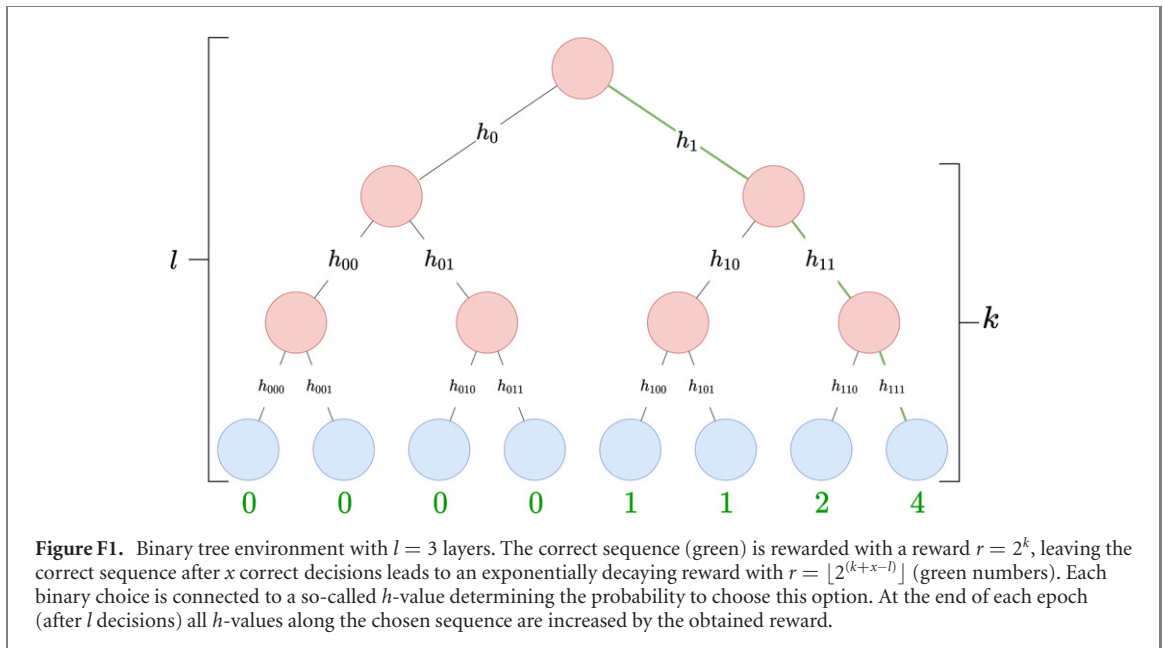 h₀
h₁
l
h₀₀
h₀₁
h₁₀
h₁₁
k
h₀₀₀
h₀₀₁
h₀₁₀
h₀₁₁
h₁₀₀
h₁₀₁
h₁₁₀
h₁₁₁
0 0 0 0 1 1 2 4
Figure F1. Binary tree environment with l = 3 layers. The correct sequence (green) is rewarded with a reward r = 2ᵏ, leaving the
correct sequence after x correct decisions leads to an exponentially decaying reward with r = ⌊2⁽ᵏ⁺ˣ⁻ˡ⁾⌋ (green numbers). Each
binary choice is connected to a so-called h-value determining the probability to choose this option. At the end of each epoch
(after l decisions) all h-values along the chosen sequence are increased by the obtained reward.